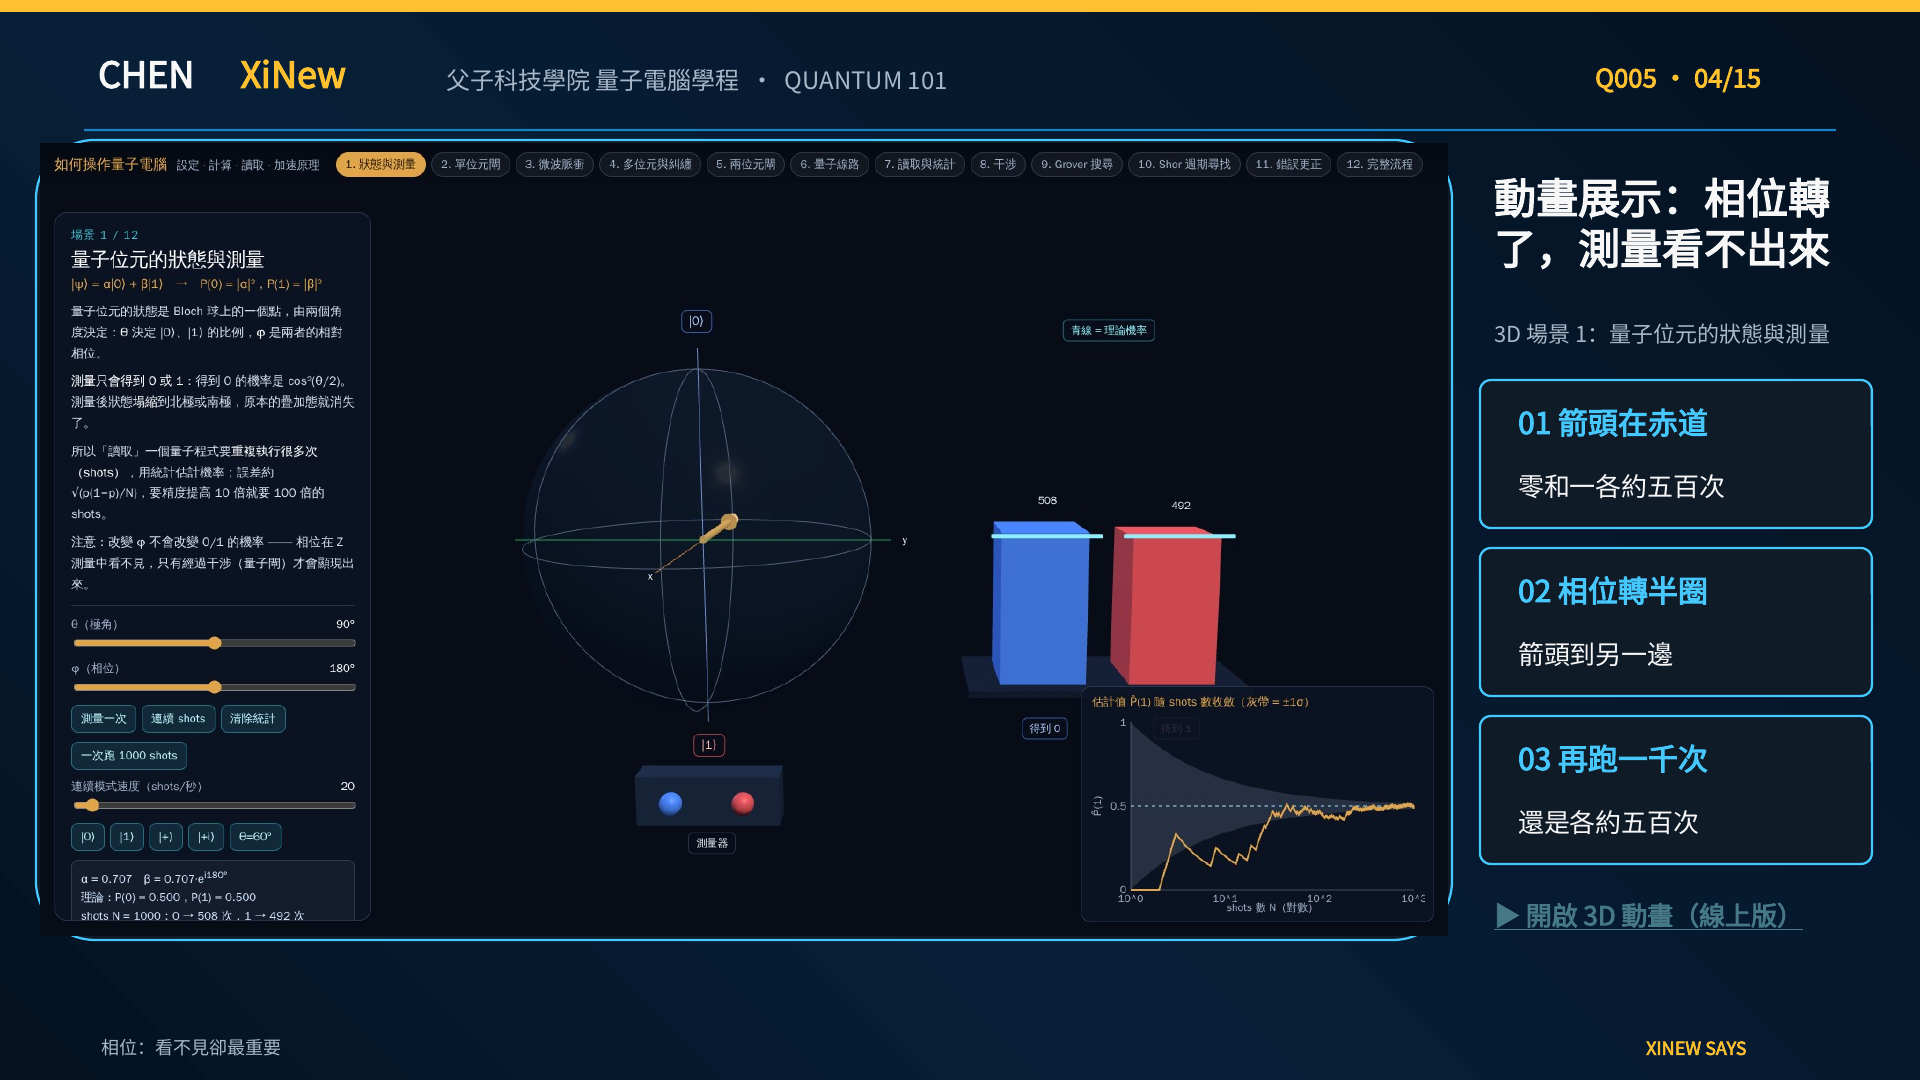 CHEN XiNew
父子科技學院 量子電腦學程 · QUANTUM 101
Q005 · 04/15
如何操作量子電腦 設定 · 計算 · 讀取 · 加速原理
1. 狀態與測量
2. 單位元閘
3. 微波脈衝
4. 多位元與糾纏
5. 兩位元閘
6. 量子線路
7. 讀取與統計
8. 干涉
9. Grover 搜尋
10. Shor 週期尋找
11. 錯誤更正
12. 完整流程
場景 1 / 12
量子位元的狀態與測量
|ψ⟩ = α|0⟩ + β|1⟩ → P(0) = |α|², P(1) = |β|²
量子位元的狀態是 Bloch 球上的一個點，由兩個角
度決定：θ 決定 |0⟩、|1⟩ 的比例，φ 是兩者的相對
相位。
測量只會得到 0 或 1：得到 0 的機率是 cos²(θ/2)。
測量後狀態塌縮到北極或南極，原本的疊加態就消失
了。
所以「讀取」一個量子程式要重複執行很多次
（shots），用統計估計機率；誤差約
√(p(1−p)/N)，要精度提高 10 倍就要 100 倍的
shots。
注意：改變 φ 不會改變 0/1 的機率 —— 相位在 Z
測量中看不見，只有經過干涉（量子閘）才會顯現出
來。
θ（極角） 90°
φ（相位） 180°
測量一次
連續 shots
清除統計
一次跑 1000 shots
連續模式速度（shots/秒） 20
|0⟩
|1⟩
|+⟩
|+i⟩
θ=60°
α = 0.707 β = 0.707·e^i180°
理論：P(0) = 0.500，P(1) = 0.500
shots N = 1000：0 → 508 次，1 → 492 次
|0⟩
y
x
|1⟩
測量器
青線 = 理論機率
508
492
得到 0
得到 1
估計值 P̂(1) 隨 shots 數收斂（灰帶 = ±1σ）
1
0.5
0
P̂(1)
10^0
10^1
10^2
10^3
shots 數 N（對數）
動畫展示：相位轉
了，測量看不出來
3D 場景 1：量子位元的狀態與測量
01 箭頭在赤道
零和一各約五百次
02 相位轉半圈
箭頭到另一邊
03 再跑一千次
還是各約五百次
▶ 開啟 3D 動畫（線上版）
相位：看不見卻最重要
XINEW SAYS